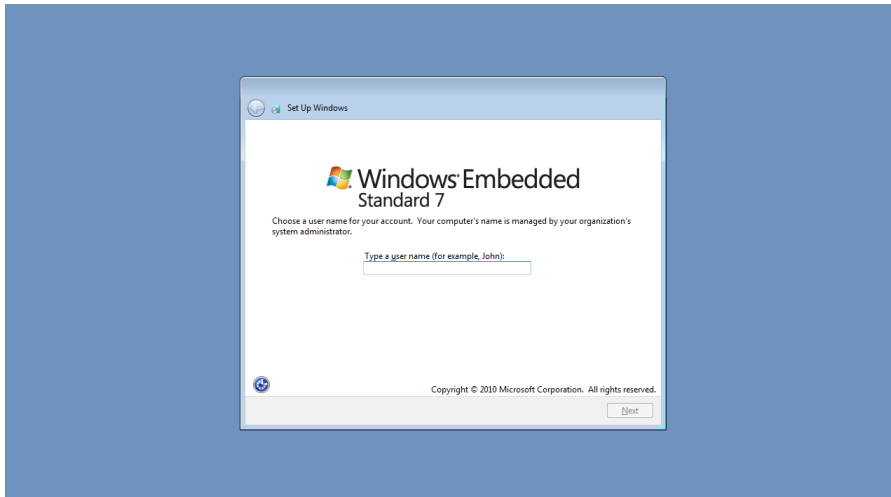 Set Up Windows
Windows Embedded
Standard 7
Choose a user name for your account. Your computer's name is managed by your organization's
system administrator.
Type a user name (for example, John):
Copyright © 2010 Microsoft Corporation. All rights reserved.
Next